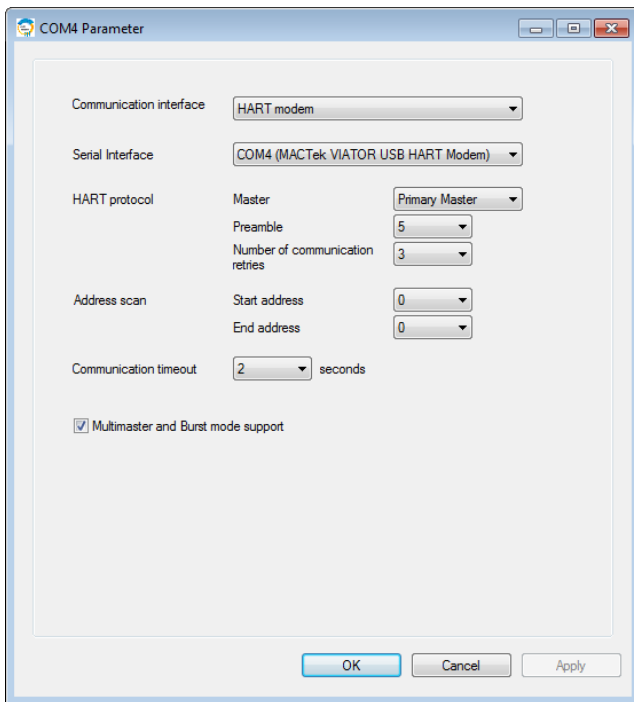 COM4 Parameter
Communication interface HART modem
Serial Interface COM4 (MACTek VIATOR USB HART Modem)
HART protocol Master Primary Master
Preamble 5
Number of communication
retries 3
Address scan Start address 0
End address 0
Communication timeout 2 seconds
Multimaster and Burst mode support
OK Cancel Apply